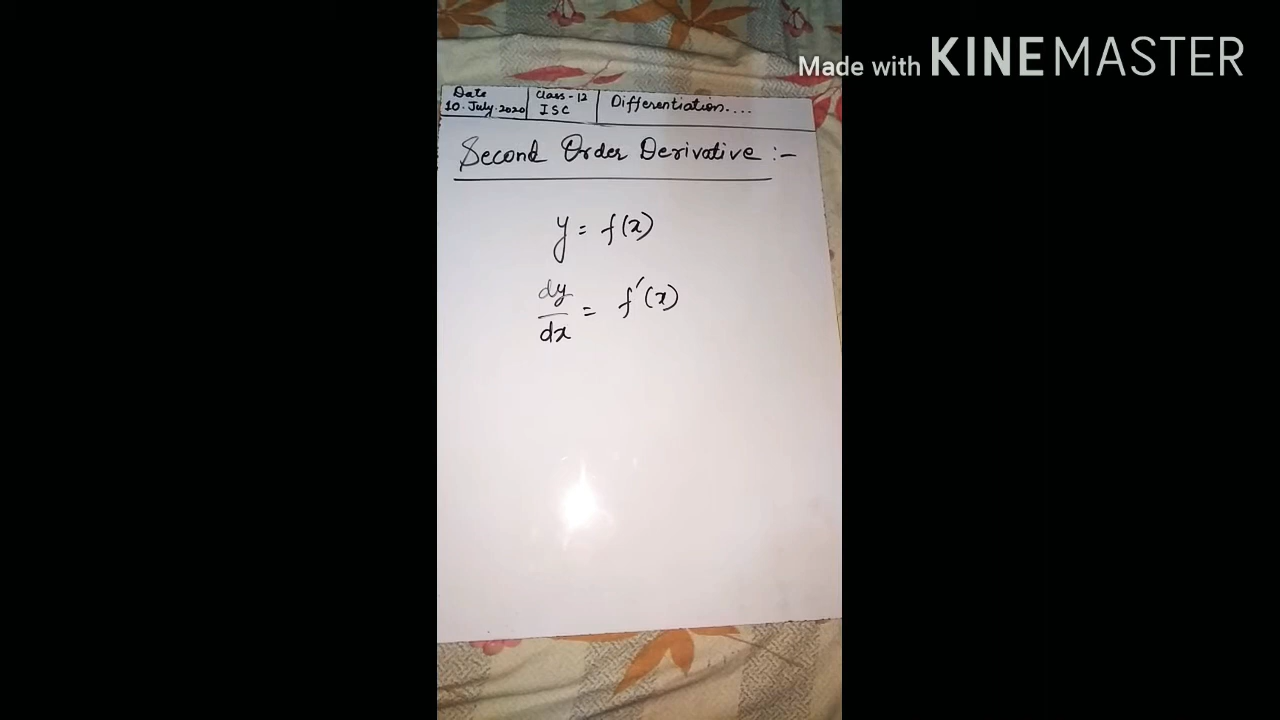 Made with KINEMASTER
Date
10.July.2020
Class-12
ISC
Differentiation....
Second Order Derivative :-
y = f(x)
dy
dx
= f'(x)